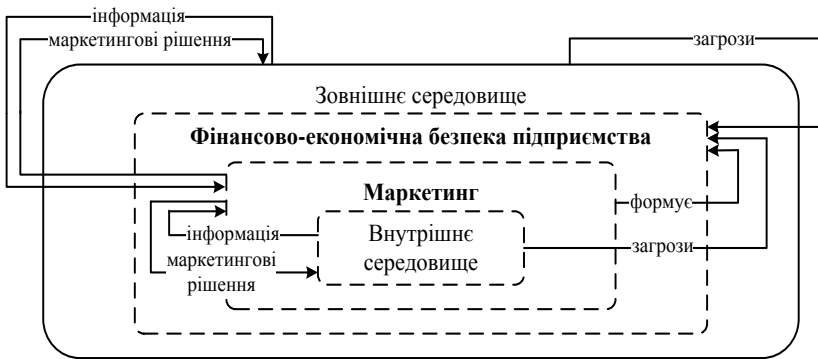 інформація
маркетингові рішення
загрози
Зовнішнє середовище
Фінансово-економічна безпека підприємства
Маркетинг
формує
інформація
маркетингові
рішення
Внутрішнє
середовище
загрози